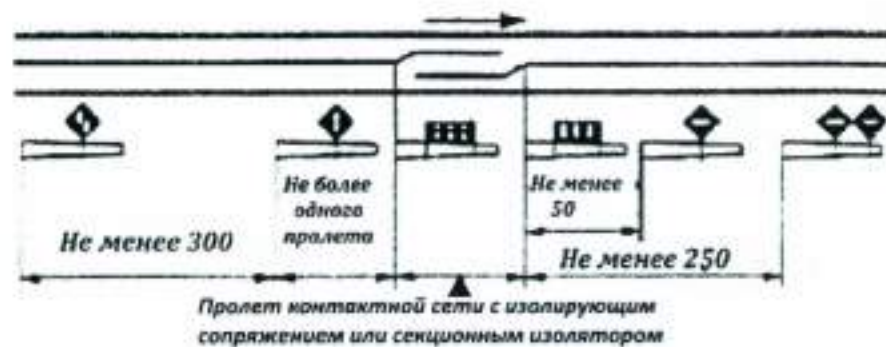 Не более
одного
пролета
Не менее
50
Не менее 300
Не менее 250
Пролет контактной сети с изолирующим
сопряжением или секционным изолятором